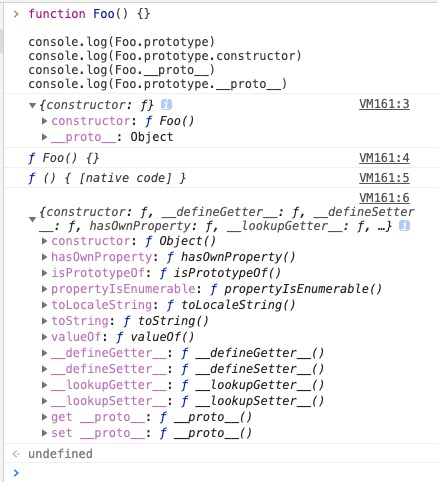 function Foo() {}
console.log(Foo.prototype)
console.log(Foo.prototype.constructor)
console.log(Foo.__proto__)
console.log(Foo.prototype.__proto__)
{constructor: ƒ} VM161:3
constructor: ƒ Foo()
__proto__: Object
ƒ Foo() {} VM161:4
ƒ () { [native code] } VM161:5
VM161:6
{constructor: ƒ, __defineGetter__: ƒ, __defineSetter
__: ƒ, hasOwnProperty: ƒ, __lookupGetter__: ƒ, …}
constructor: ƒ Object()
hasOwnProperty: ƒ hasOwnProperty()
isPrototypeOf: ƒ isPrototypeOf()
propertyIsEnumerable: ƒ propertyIsEnumerable()
toLocaleString: ƒ toLocaleString()
toString: ƒ toString()
valueOf: ƒ valueOf()
__defineGetter__: ƒ __defineGetter__()
__defineSetter__: ƒ __defineSetter__()
__lookupGetter__: ƒ __lookupGetter__()
__lookupSetter__: ƒ __lookupSetter__()
get __proto__: ƒ __proto__()
set __proto__: ƒ __proto__()
undefined